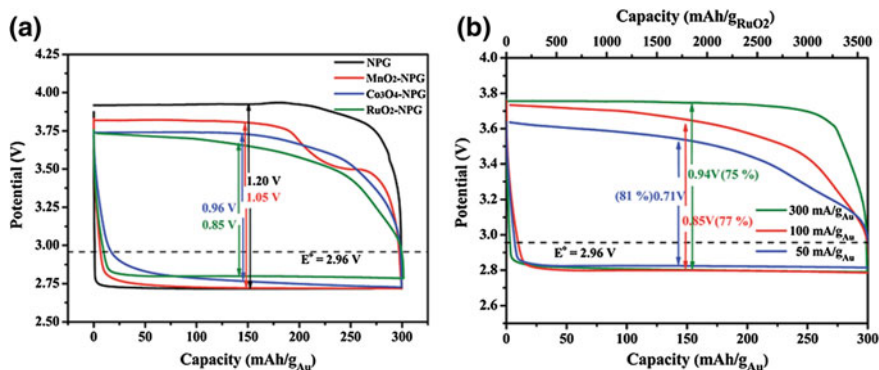 (a)
4.25
4.00
3.75
3.50
3.25
3.00
2.75
2.50
Potential (V)
NPG
MnO2-NPG
Co3O4-NPG
RuO2-NPG
1.20 V
0.96 V
1.05 V
0.85 V
E° = 2.96 V
0 50 100 150 200 250 300
Capacity (mAh/gAu)
(b)
Capacity (mAh/gRuO2)
0 500 1000 1500 2000 2500 3000 3500
4.0
3.8
3.6
3.4
3.2
3.0
2.8
2.6
Potential (V)
(81 %)0.71V
0.94V(75 %)
0.85V(77 %)
300 mA/gAu
100 mA/gAu
50 mA/gAu
E° = 2.96 V
0 50 100 150 200 250 300
Capacity (mAh/gAu)